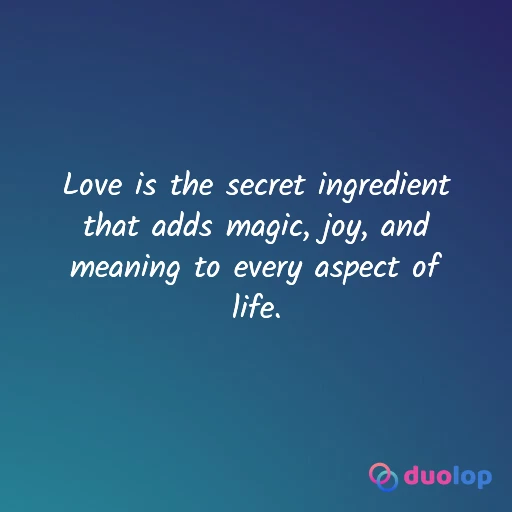 Love is the secret ingredient
that adds magic, joy, and
meaning to every aspect of
life.
duolop